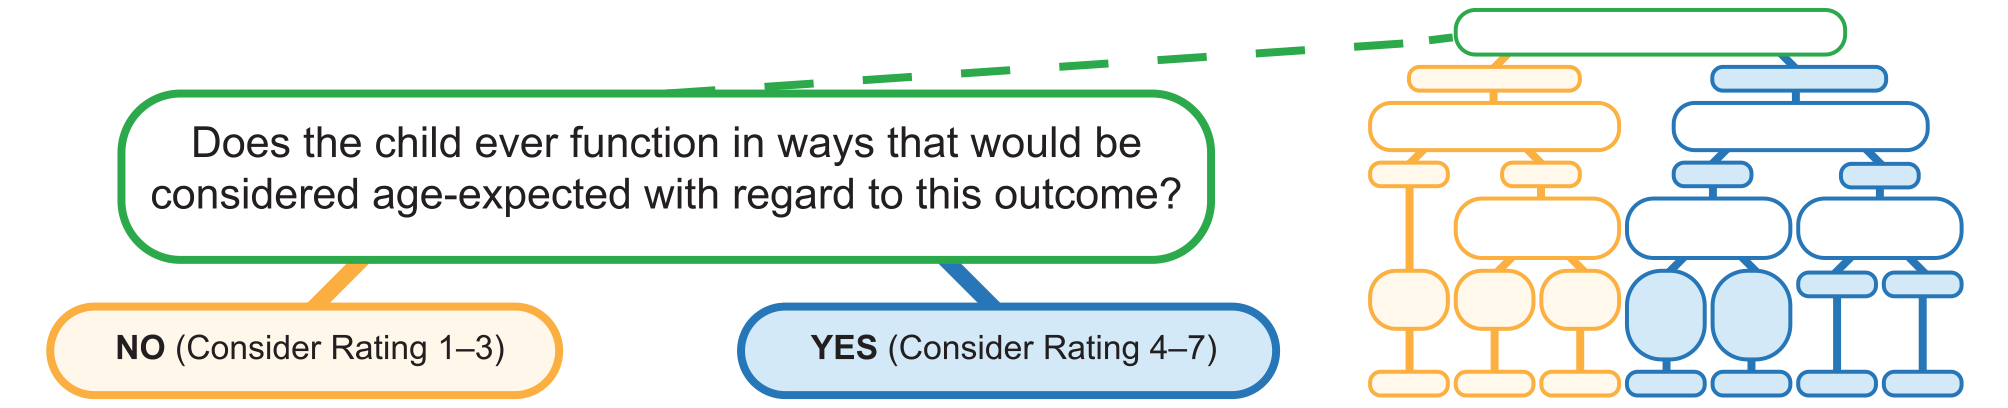 Does the child ever function in ways that would be
considered age-expected with regard to this outcome?
NO (Consider Rating 1–3)
YES (Consider Rating 4–7)